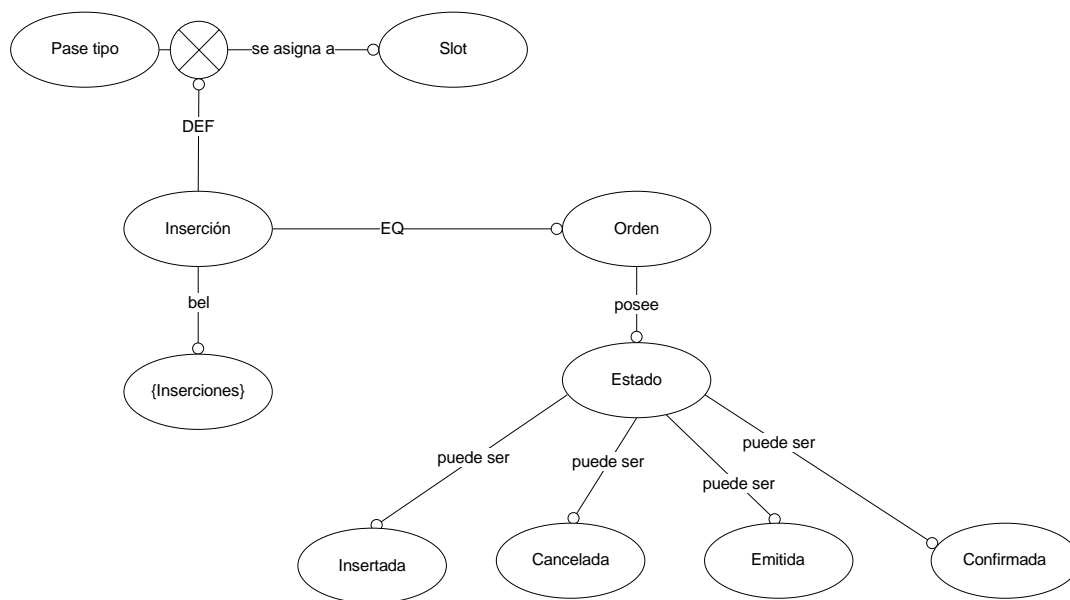 Pase tipo
se asigna a
Slot
DEF
Inserción
EQ
Orden
bel
posee
{Inserciones}
Estado
puede ser
puede ser
puede ser
puede ser
Insertada
Cancelada
Emitida
Confirmada